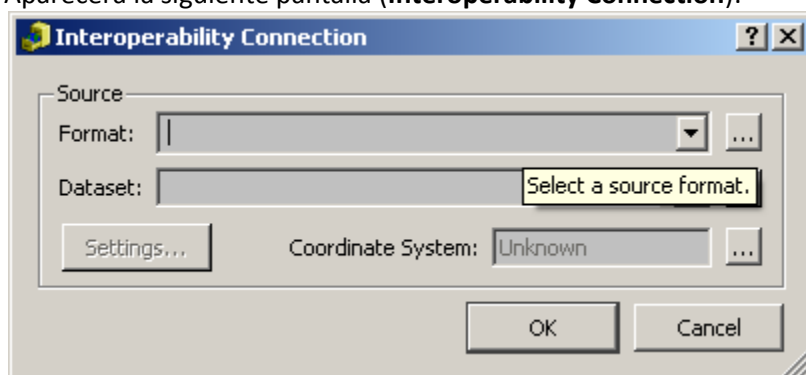 Aparecerá la siguiente pantalla (Interoperability Connection):
Interoperability Connection
Source
Format:
...
Dataset:
Select a source format.
Settings...
Coordinate System:
Unknown
...
OK
Cancel